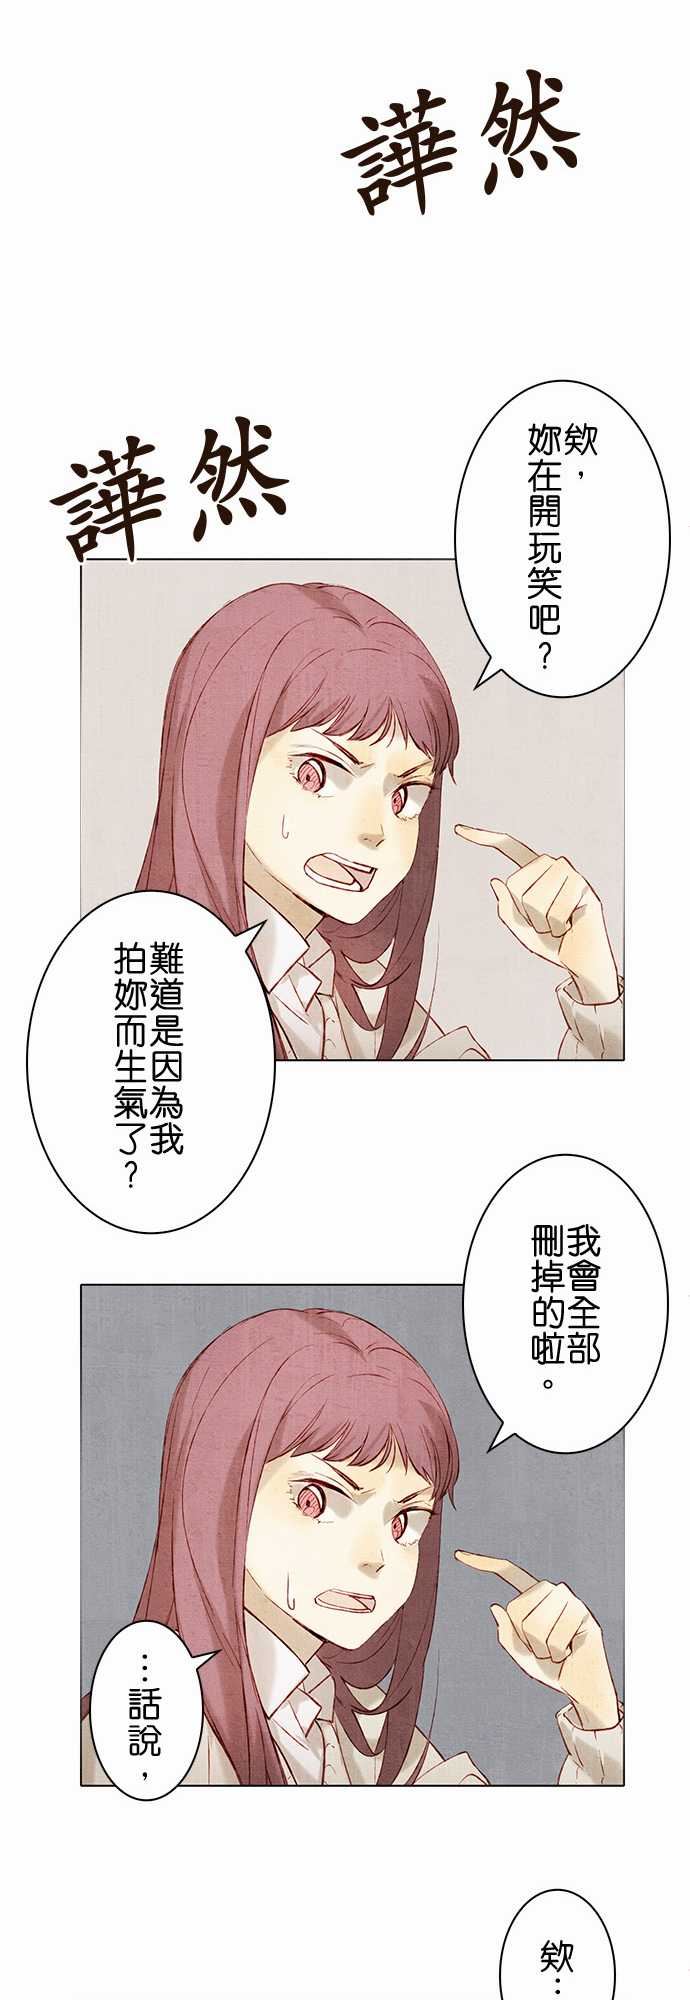 譁然
譁然
欸，
妳在開玩笑吧？
難道是因為我
拍妳而生氣了？
我會全部
刪掉的啦。
…話說，
欸…